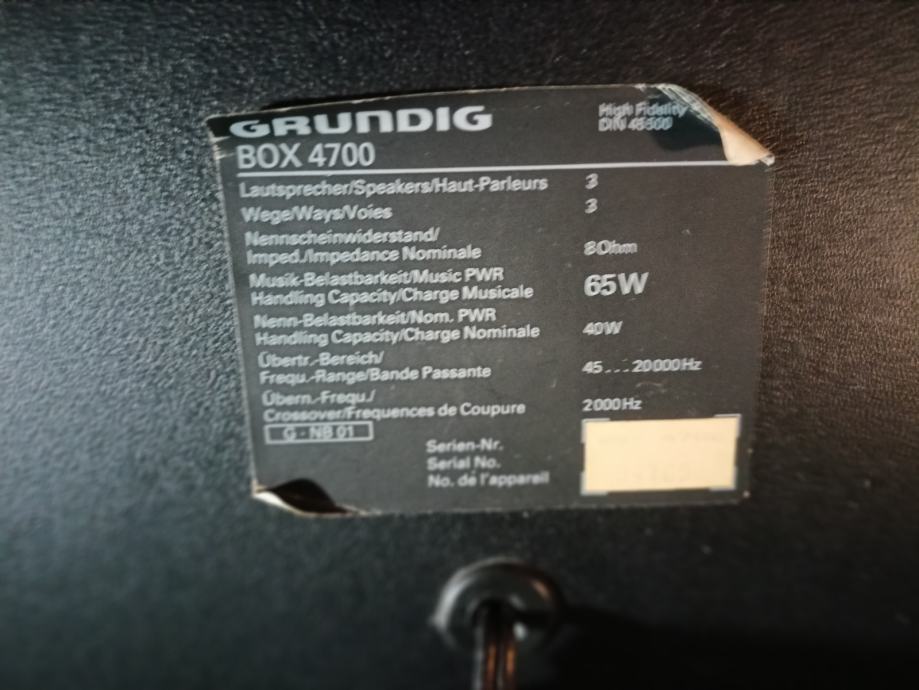 GRUNDIG
High Fidelity
DIN 45500
BOX 4700
Lautsprecher/Speakers/Haut-Parleurs 3
Wege/Ways/Voies 3
Nennscheinwiderstand/
Imped./Impedance Nominale 8Ohm
Musik-Belastbarkeit/Music PWR
Handling Capacity/Charge Musicale 65W
Nenn-Belastbarkeit/Nom. PWR
Handling Capacity/Charge Nominale 40W
Übertr.-Bereich/
Frequ.-Range/Bande Passante 45...20000Hz
Übern.-Frequ./
Crossover/Frequences de Coupure 2000Hz
G - NB 01
Serien-Nr.
Serial No.
No. de l'appareil